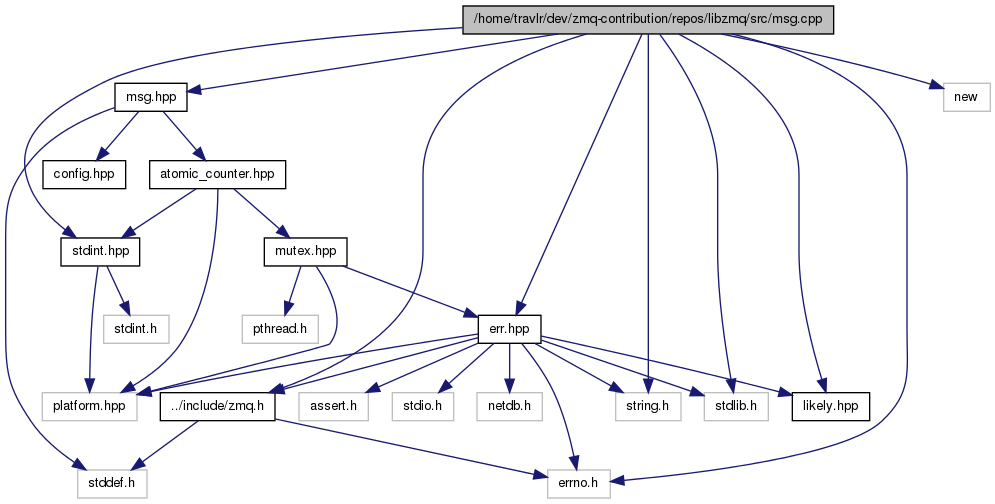 /home/travlr/dev/zmq-contribution/repos/libzmq/src/msg.cpp
msg.hpp
new
config.hpp
atomic_counter.hpp
stdint.hpp
mutex.hpp
stdint.h
pthread.h
err.hpp
platform.hpp
../include/zmq.h
assert.h
stdio.h
netdb.h
string.h
stdlib.h
likely.hpp
stddef.h
errno.h